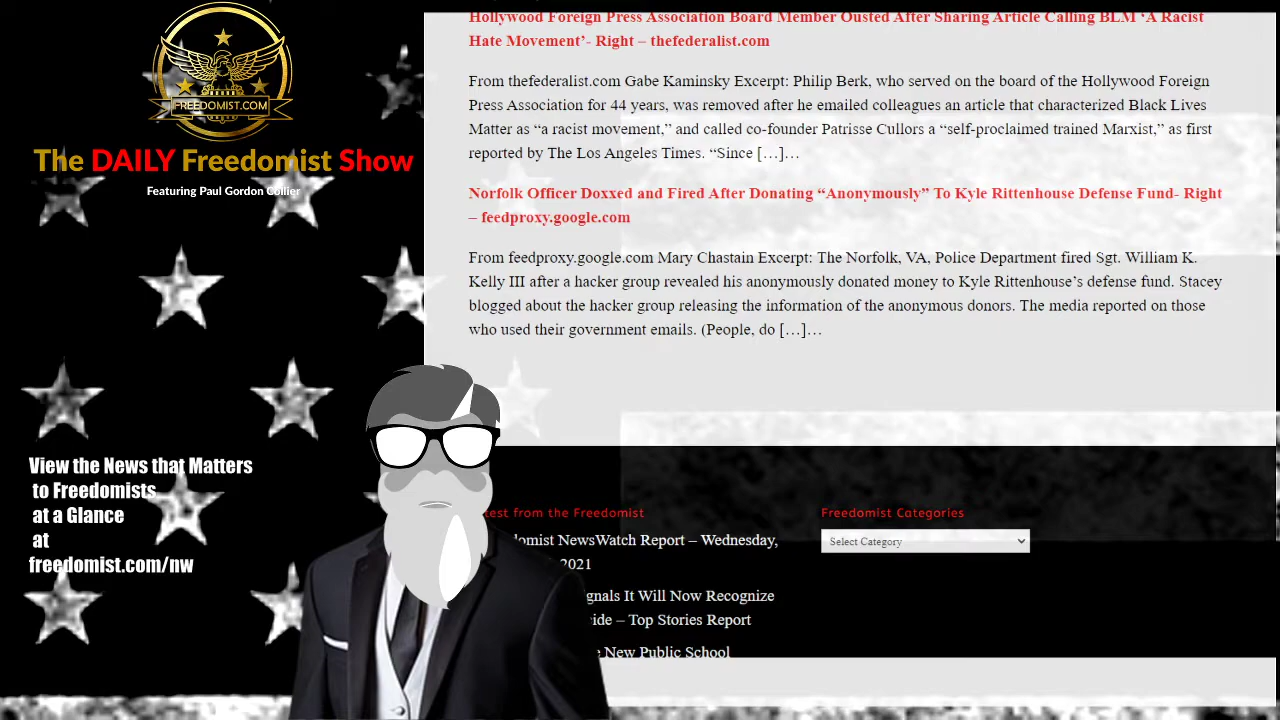 FREEDOMIST.COM
The DAILY Freedomist Show
Featuring Paul Gordon Collier
View the News that Matters
to Freedomists
at a Glance
at
freedomist.com/nw
Hollywood Foreign Press Association Board Member Ousted After Sharing Article Calling BLM ‘A Racist
Hate Movement’- Right – thefederalist.com
From thefederalist.com Gabe Kaminsky Excerpt: Philip Berk, who served on the board of the Hollywood Foreign
Press Association for 44 years, was removed after he emailed colleagues an article that characterized Black Lives
Matter as “a racist movement,” and called co-founder Patrisse Cullors a “self-proclaimed trained Marxist,” as first
reported by The Los Angeles Times. “Since […]…
Norfolk Officer Doxxed and Fired After Donating “Anonymously” To Kyle Rittenhouse Defense Fund- Right
– feedproxy.google.com
From feedproxy.google.com Mary Chastain Excerpt: The Norfolk, VA, Police Department fired Sgt. William K.
Kelly III after a hacker group revealed his anonymously donated money to Kyle Rittenhouse’s defense fund. Stacey
blogged about the hacker group releasing the information of the anonymous donors. The media reported on those
who used their government emails. (People, do […]…
from the Freedomist
NewsWatch Report – Wednesday,
2021
It Will Now Recognize
– Top Stories Report
New Public School
Freedomist Categories
Select Category